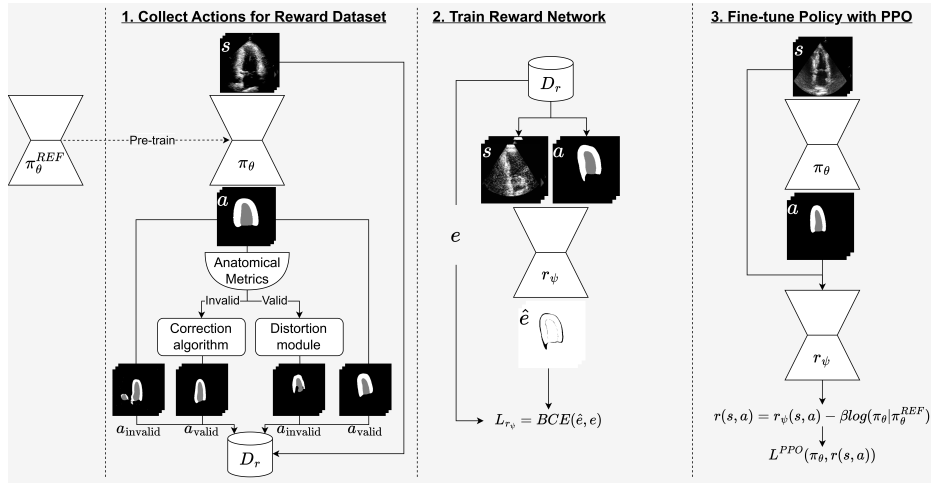 1. Collect Actions for Reward Dataset
s
π_θ^{REF}
Pre-train
π_θ
a
Anatomical
Metrics
Invalid
Valid
Correction
algorithm
Distortion
module
a_invalid
a_valid
a_invalid
a_valid
D_r
2. Train Reward Network
D_r
s
a
e
r_ψ
ê
L_{r_ψ} = BCE(ê, e)
3. Fine-tune Policy with PPO
s
π_θ
a
r_ψ
r(s, a) = r_ψ(s, a) − βlog(π_θ|π_θ^{REF})
L^{PPO}(π_θ, r(s, a))